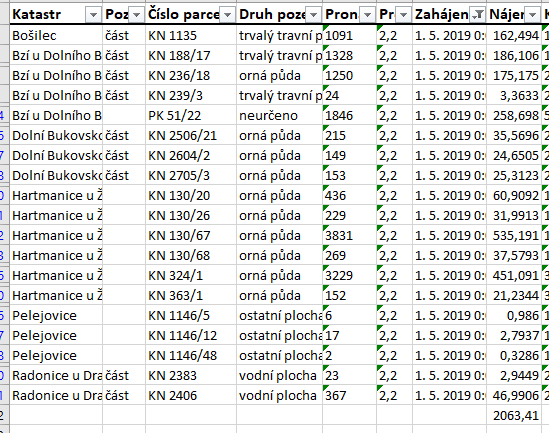 Katastr Poz Číslo parce Druh poze Pron Pr Zahájen Nájer
Bošilec část KN 1135 trvalý travní p 1091 2,2 1. 5. 2019 0: 162,494
Bzí u Dolního B část KN 188/17 trvalý travní p 1328 2,2 1. 5. 2019 0: 186,106
Bzí u Dolního B část KN 236/18 orná půda 1250 2,2 1. 5. 2019 0: 175,175
Bzí u Dolního B část KN 239/3 trvalý travní p 24 2,2 1. 5. 2019 0: 3,3633
Bzí u Dolního B část PK 51/22 neurčeno 1846 2,2 1. 5. 2019 0: 258,698
Dolní Bukovsko část KN 2506/21 orná půda 215 2,2 1. 5. 2019 0: 35,5696
Dolní Bukovsko část KN 2604/2 orná půda 149 2,2 1. 5. 2019 0: 24,6505
Dolní Bukovsko část KN 2705/3 orná půda 153 2,2 1. 5. 2019 0: 25,3123
Hartmanice u Ž KN 130/20 orná půda 436 2,2 1. 5. 2019 0: 60,9092
Hartmanice u Ž KN 130/26 orná půda 229 2,2 1. 5. 2019 0: 31,9913
Hartmanice u Ž KN 130/67 orná půda 3831 2,2 1. 5. 2019 0: 535,191
Hartmanice u Ž KN 130/68 orná půda 269 2,2 1. 5. 2019 0: 37,5793
Hartmanice u Ž KN 324/1 orná půda 3229 2,2 1. 5. 2019 0: 451,091
Hartmanice u Ž KN 363/1 orná půda 152 2,2 1. 5. 2019 0: 21,2344
Pelejovice KN 1146/5 ostatní plocha 6 2,2 1. 5. 2019 0: 0,986
Pelejovice KN 1146/12 ostatní plocha 17 2,2 1. 5. 2019 0: 2,7937
Pelejovice KN 1146/48 ostatní plocha 2 2,2 1. 5. 2019 0: 0,3286
Radonice u Dra část KN 2383 vodní plocha 23 2,2 1. 5. 2019 0: 2,9449
Radonice u Dra část KN 2406 vodní plocha 367 2,2 1. 5. 2019 0: 46,9906
2063,41